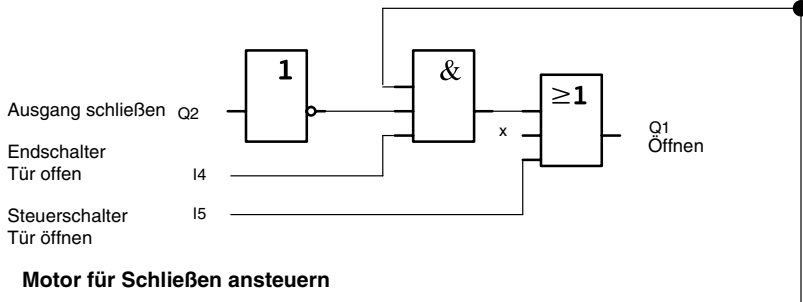 1
&
≥1
Ausgang schließen Q2
x
Q1
Öffnen
Endschalter
Tür offen I4
Steuerschalter I5
Tür öffnen
Motor für Schließen ansteuern